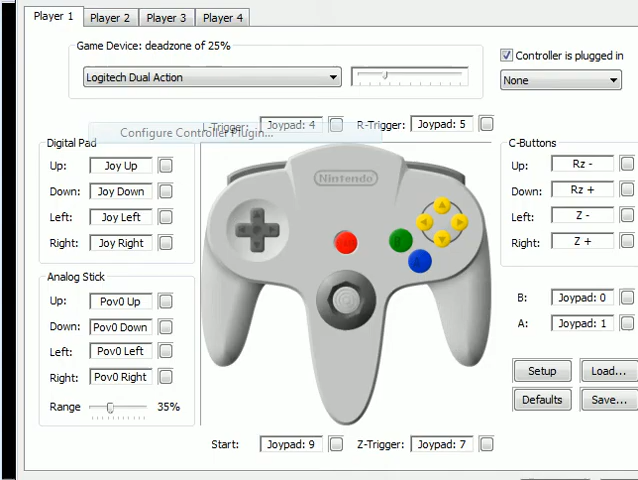 Player 1 Player 2 Player 3 Player 4
Game Device: deadzone of 25%
Controller is plugged in
Logitech Dual Action
None
L-Trigger: Joypad: 4 R-Trigger: Joypad: 5
Configure Controller Plugin...
Digital Pad
Up: Joy Up
Down: Joy Down
Left: Joy Left
Right: Joy Right
Nintendo
C-Buttons
Up: Rz -
Down: Rz +
Left: Z -
Right: Z +
Analog Stick
Up: Pov0 Up
Down: Pov0 Down
Left: Pov0 Left
Right: Pov0 Right
Range 35%
B: Joypad: 0
A: Joypad: 1
Setup Load...
Defaults Save...
Start: Joypad: 9 Z-Trigger: Joypad: 7